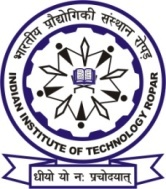 भारतीय प्रौद्योगिकी संस्थान रोपड़
INDIAN INSTITUTE OF TECHNOLOGY ROPAR
धीयो यो नः प्रचोदयात्